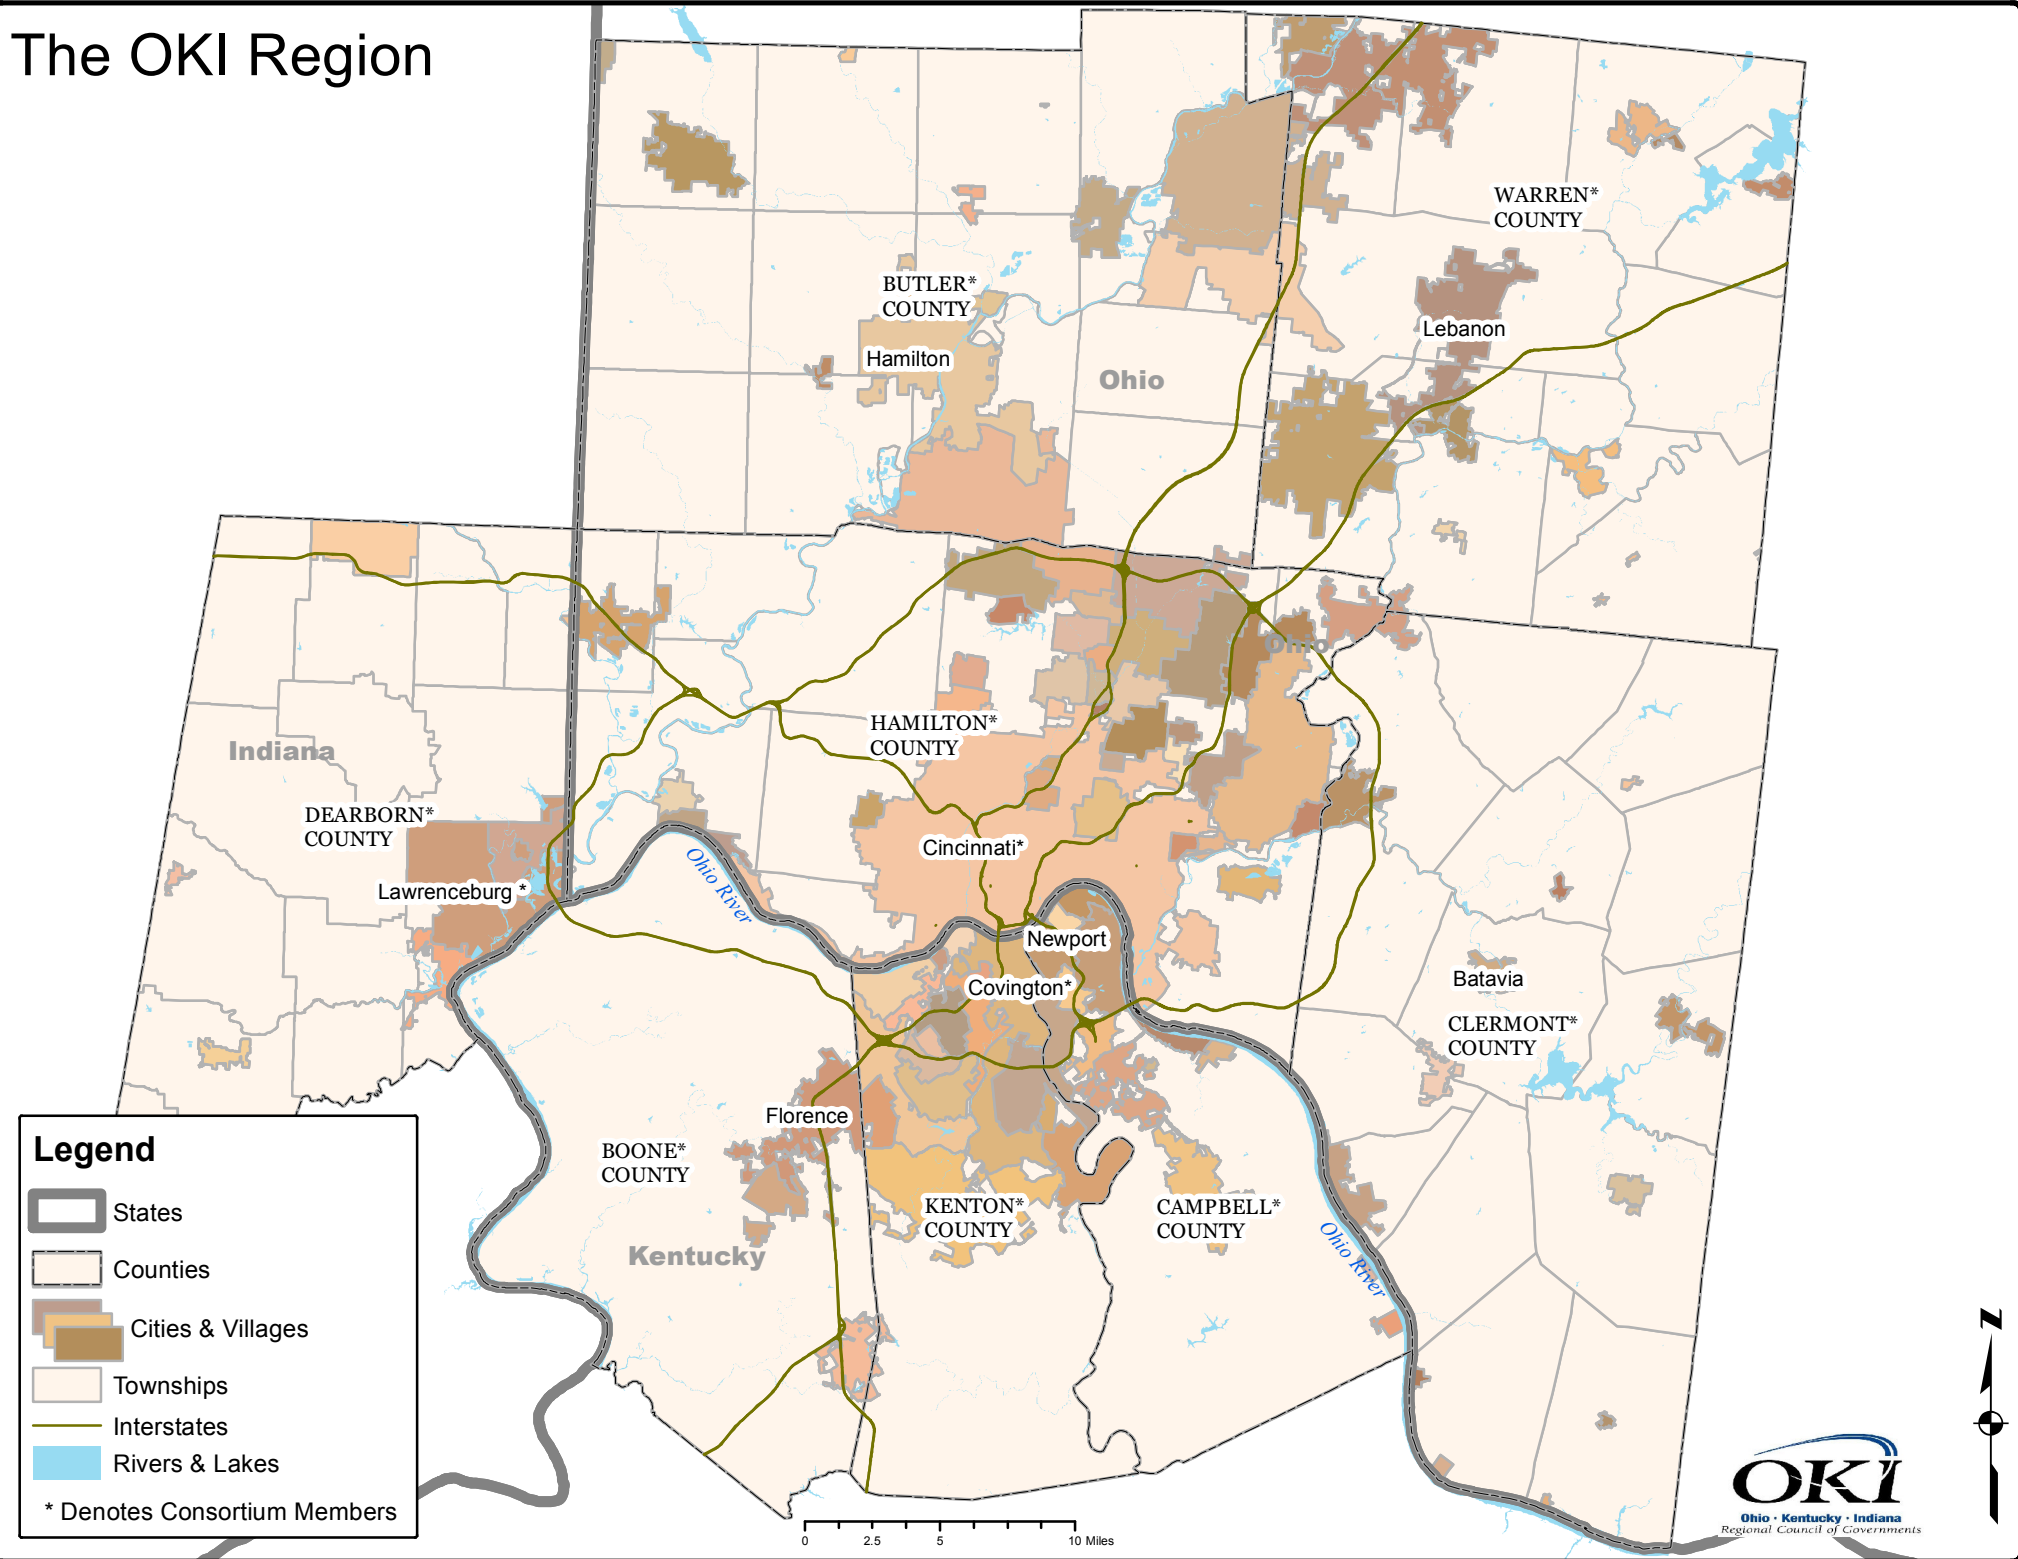 The OKI Region
WARREN*
COUNTY
BUTLER*
COUNTY
Lebanon
Hamilton
Ohio
Ohio
HAMILTON*
COUNTY
Indiana
DEARBORN*
COUNTY
Cincinnati*
Lawrenceburg *
Ohio River
Newport
Covington*
Batavia
CLERMONT*
COUNTY
Florence
BOONE*
COUNTY
KENTON*
COUNTY
CAMPBELL*
COUNTY
Kentucky
Ohio River
Legend
States
Counties
Cities & Villages
Townships
Interstates
Rivers & Lakes
* Denotes Consortium Members
0 2.5 5 10 Miles
N
OKI
Ohio · Kentucky · Indiana
Regional Council of Governments